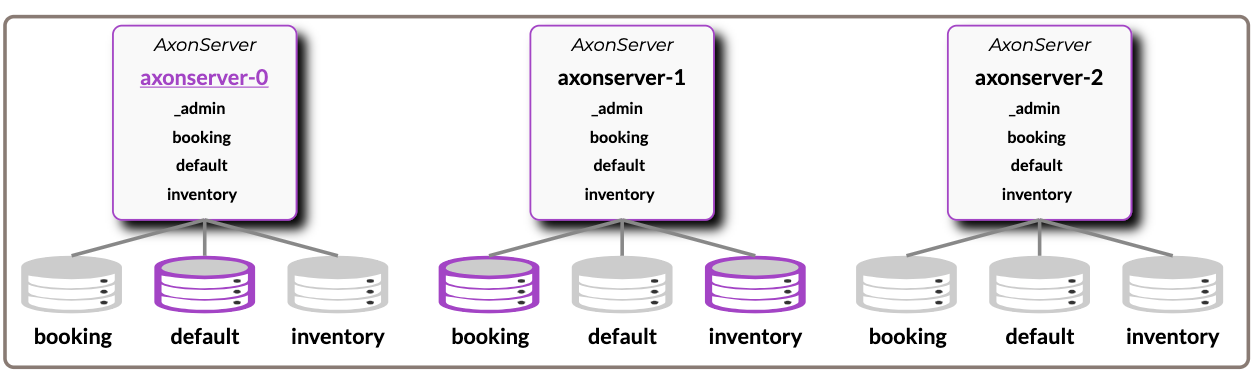 AxonServer
axonserver-0
_admin
booking
default
inventory
AxonServer
axonserver-1
_admin
booking
default
inventory
AxonServer
axonserver-2
_admin
booking
default
inventory
booking
default
inventory
booking
default
inventory
booking
default
inventory